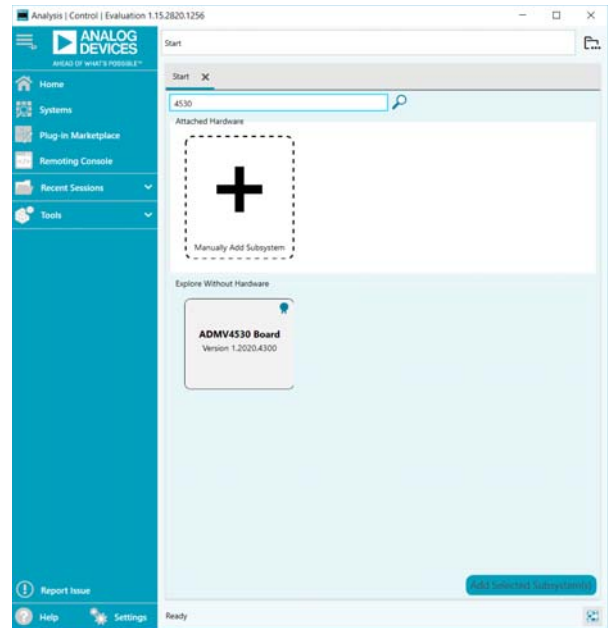 Analysis | Control | Evaluation 1.15.2820.1256
ANALOG
DEVICES
AHEAD OF WHAT'S POSSIBLE™
Start
Home
Systems
Plug-in Marketplace
Remoting Console
Recent Sessions
Tools
Start
4530
Attached Hardware
Manually Add Subsystem
Explore Without Hardware
ADMV4530 Board
Version 1.2020.4300
Add Selected Subsystem(s)
Report Issue
Help Settings
Ready